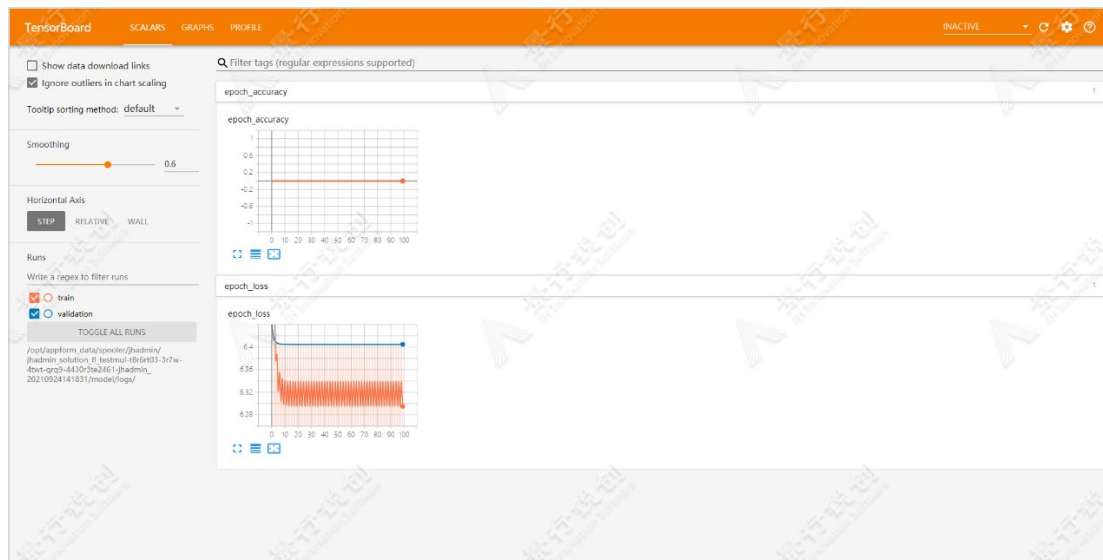 TensorBoard
SCALARS GRAPHS PROFILE
INACTIVE
Show data download links
Ignore outliers in chart scaling
Tooltip sorting method: default
Smoothing
0.6
Horizontal Axis
STEP RELATIVE WALL
Runs
Write a regex to filter runs
train
validation
TOGGLE ALL RUNS
/opt/appform_data/spooler/jhadmin/
jhadmin_solution_fl_testmul-t8r6rt03-3r7w-
4twt-qrq9-4430r3te2461-jhadmin_
20210924141831/model/logs/
Filter tags (regular expressions supported)
epoch_accuracy
1
epoch_accuracy
1
0.6
0.2
-0.2
-0.6
-1
0 10 20 30 40 50 60 70 80 90 100
epoch_loss
1
epoch_loss
6.4
6.36
6.32
6.28
0 10 20 30 40 50 60 70 80 90 100